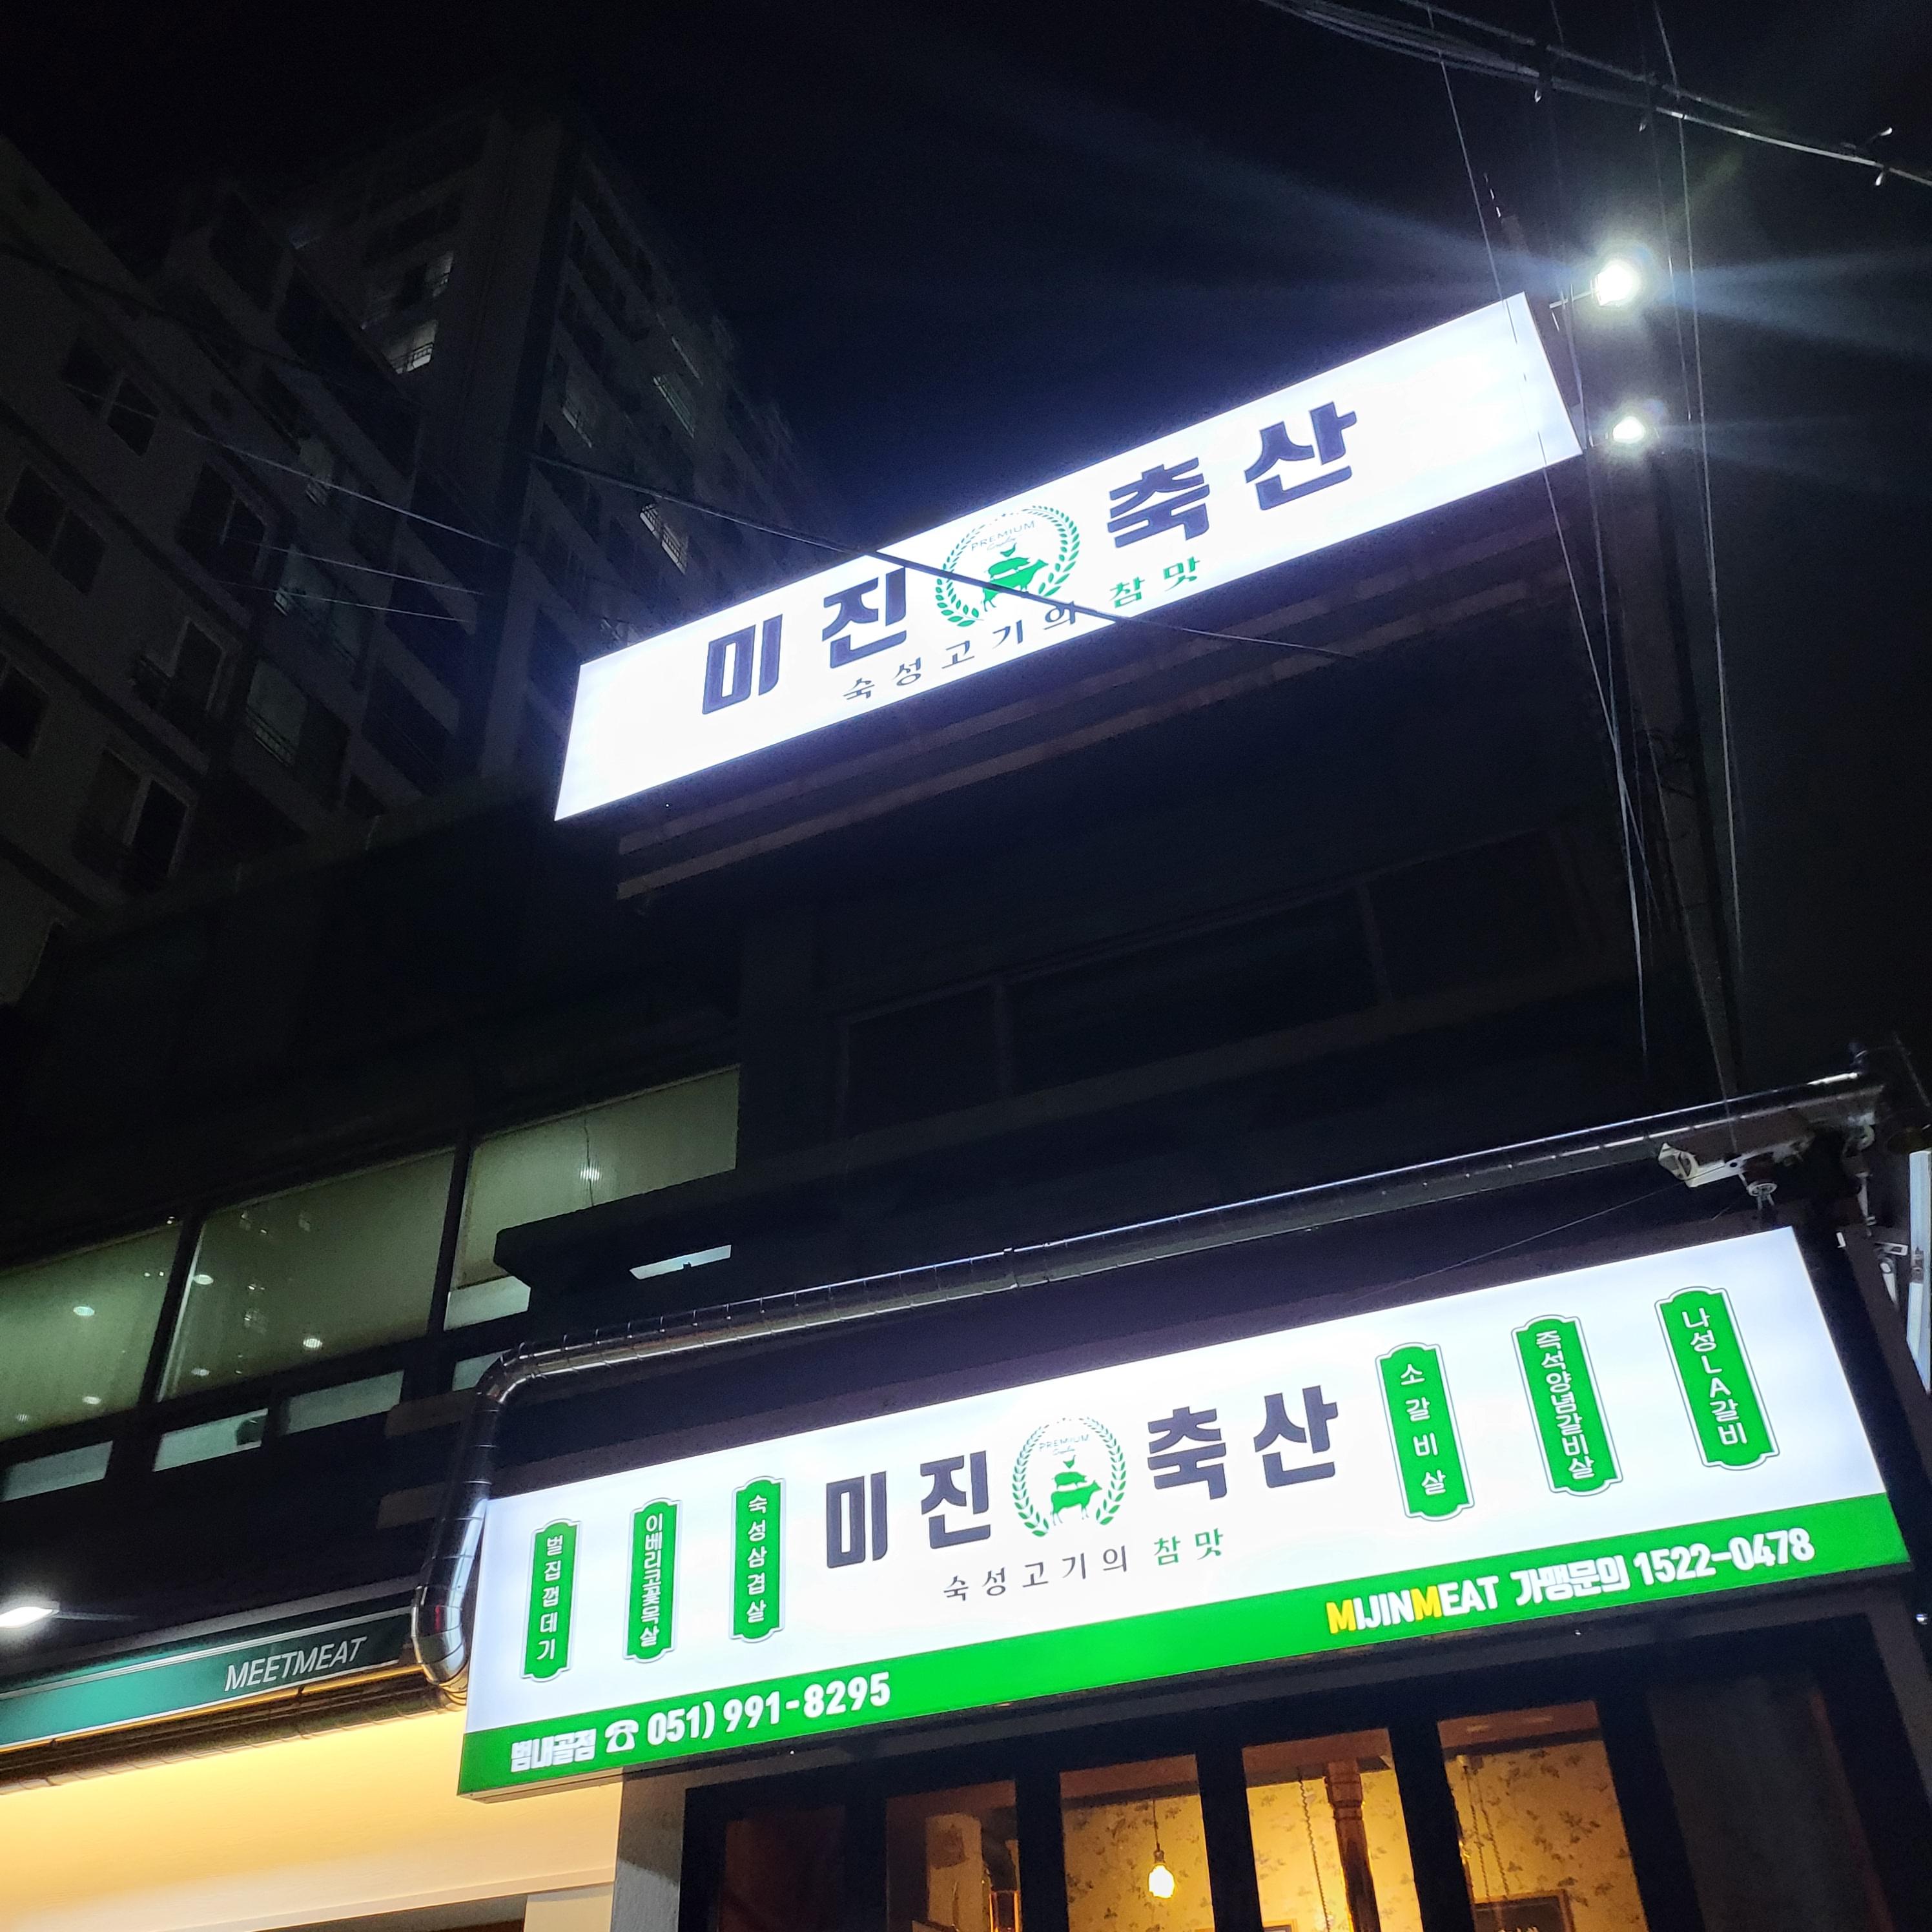 미진 축산
PREMIUM
숙성고기의 참맛
벌집껍데기
이베리코꽃목살
숙성삼겹살
미진 축산
PREMIUM
숙성고기의 참맛
소갈비살
즉석양념갈비살
나성LA갈비
MIJINMEAT 가맹문의 1522-0478
범내골점 ☎ 051) 991-8295
MEETMEAT